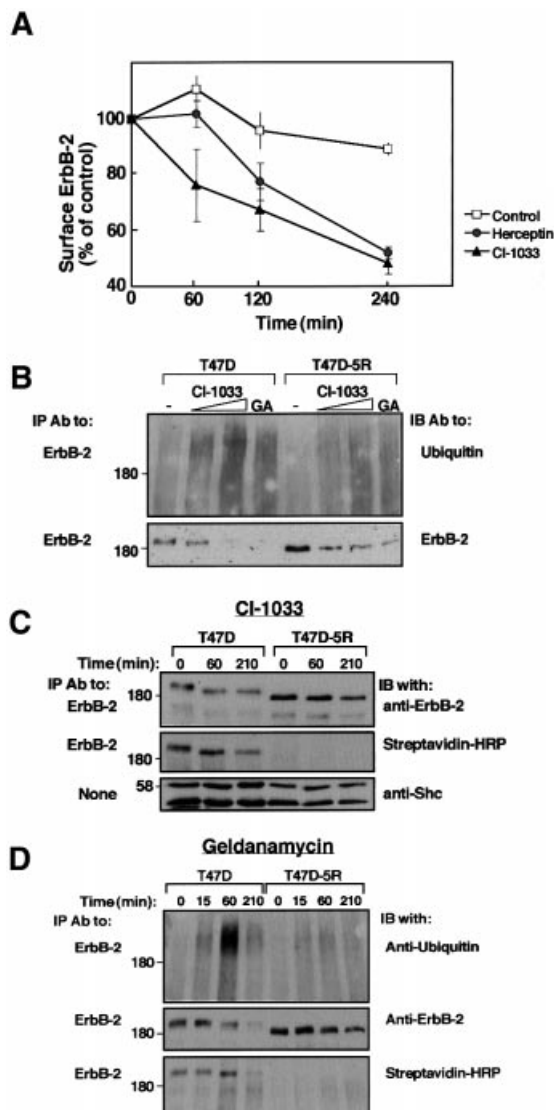 A
Surface ErbB-2
(% of control)
100
80
60
40
0
60
120
240
Time (min)
Control
Herceptin
CI-1033
B
T47D
T47D-5R
CI-1033
CI-1033
IP Ab to:
-
GA
-
GA
IB Ab to:
ErbB-2
180
Ubiquitin
ErbB-2
180
ErbB-2
CI-1033
C
T47D
T47D-5R
Time (min):
0 60 210
0 60 210
IP Ab to:
IB with:
ErbB-2
180
anti-ErbB-2
ErbB-2
180
Streptavidin-HRP
None
58
anti-Shc
Geldanamycin
D
T47D
T47D-5R
Time (min):
0 15 60 210
0 15 60 210
IP Ab to:
IB with:
ErbB-2
180
Anti-Ubiquitin
ErbB-2
180
Anti-ErbB-2
ErbB-2
180
Streptavidin-HRP